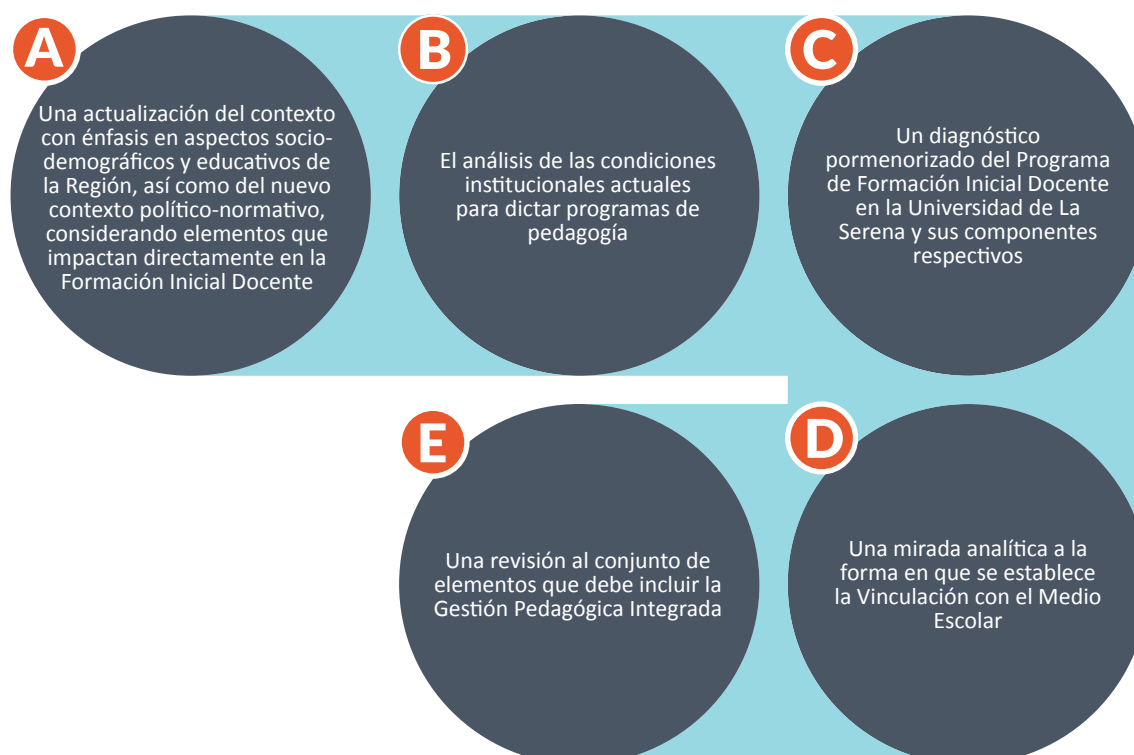 A
Una actualización del contexto
con énfasis en aspectos socio-
demográficos y educativos de
la Región, así como del nuevo
contexto político-normativo,
considerando elementos que
impactan directamente en la
Formación Inicial Docente
B
El análisis de las condiciones
institucionales actuales
para dictar programas de
pedagogía
C
Un diagnóstico
pormenorizado del Programa
de Formación Inicial Docente
en la Universidad de La
Serena y sus componentes
respectivos
D
Una mirada analítica a la
forma en que se establece
la Vinculación con el Medio
Escolar
E
Una revisión al conjunto de
elementos que debe incluir la
Gestión Pedagógica Integrada